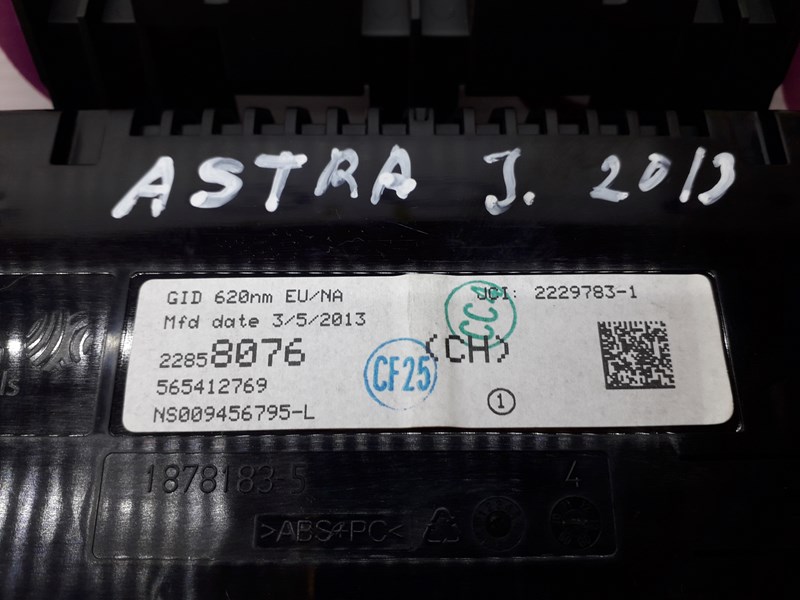 ASTRA J. 2013
GID 620nm EU/NA JCI: 2229783-1
Mfd date 3/5/2013
22858076 (CH)
565412769
NS009456795-L
CC4
CF25
1
1878183-5 4
>ABS+PC<